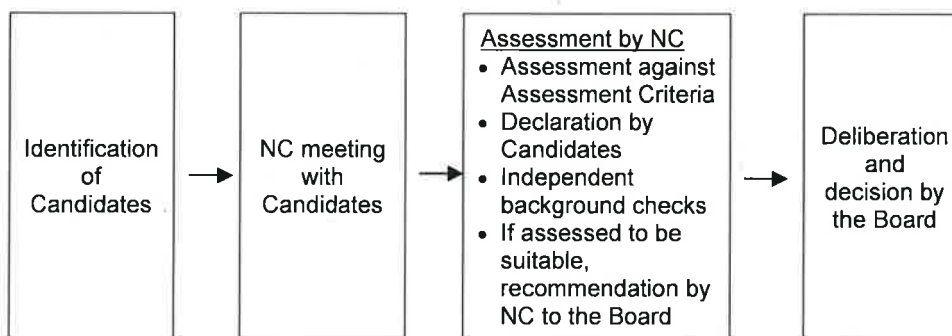 Identification
of
Candidates
NC meeting
with
Candidates
Assessment by NC
• Assessment against
Assessment Criteria
• Declaration by
Candidates
• Independent
background checks
• If assessed to be
suitable,
recommendation by
NC to the Board
Deliberation
and
decision by
the Board